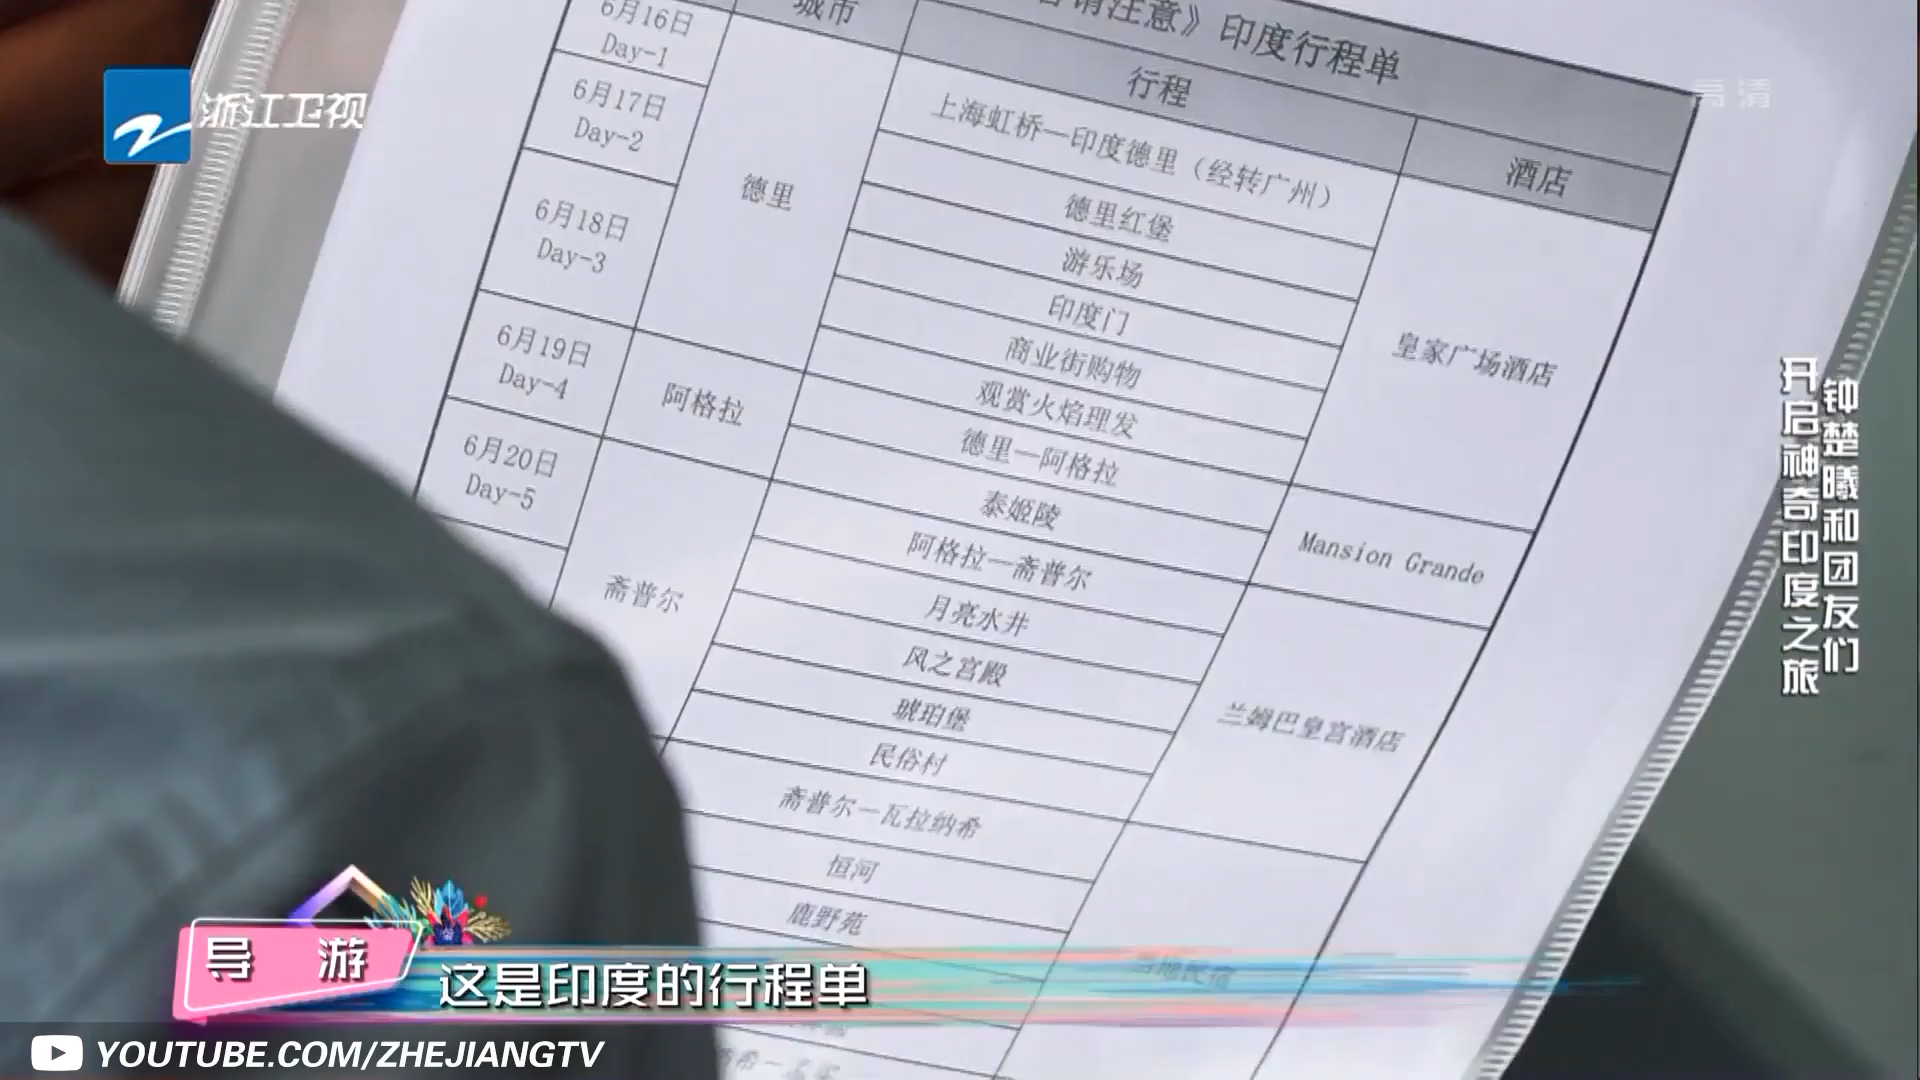 浙江卫视
高清
请注意》印度行程单
城市
行程
酒店
6月16日
Day-1
6月17日
Day-2
6月18日
Day-3
6月19日
Day-4
6月20日
Day-5
德里
阿格拉
斋普尔
上海虹桥—印度德里（经转广州）
德里红堡
游乐场
印度门
商业街购物
观赏火焰理发
德里—阿格拉
泰姬陵
阿格拉—斋普尔
月亮水井
风之宫殿
琥珀堡
民俗村
斋普尔—瓦拉纳希
恒河
鹿野苑
皇家广场酒店
Mansion Grande
兰姆巴皇宫酒店
当地民宿
钟楚曦和团友们
开启神奇印度之旅
导 游
这是印度的行程单
YOUTUBE.COM/ZHEJIANGTV